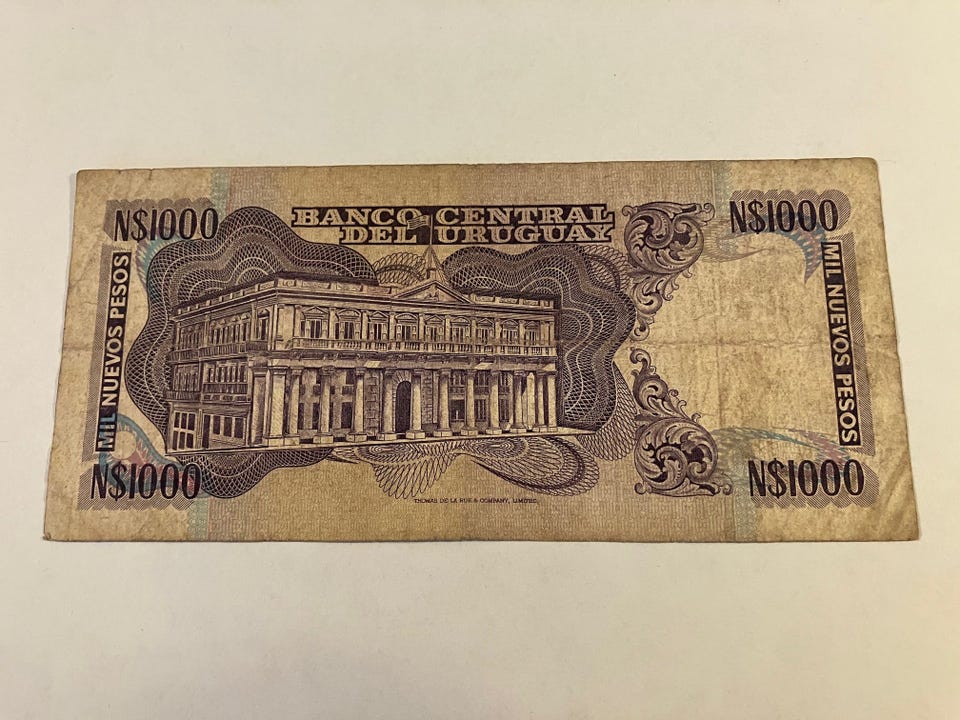 N$1000
BANCO CENTRAL
DEL URUGUAY
N$1000
MIL NUEVOS PESOS
MIL NUEVOS PESOS
N$1000
THOMAS DE LA RUE & COMPANY, LIMITED.
N$1000